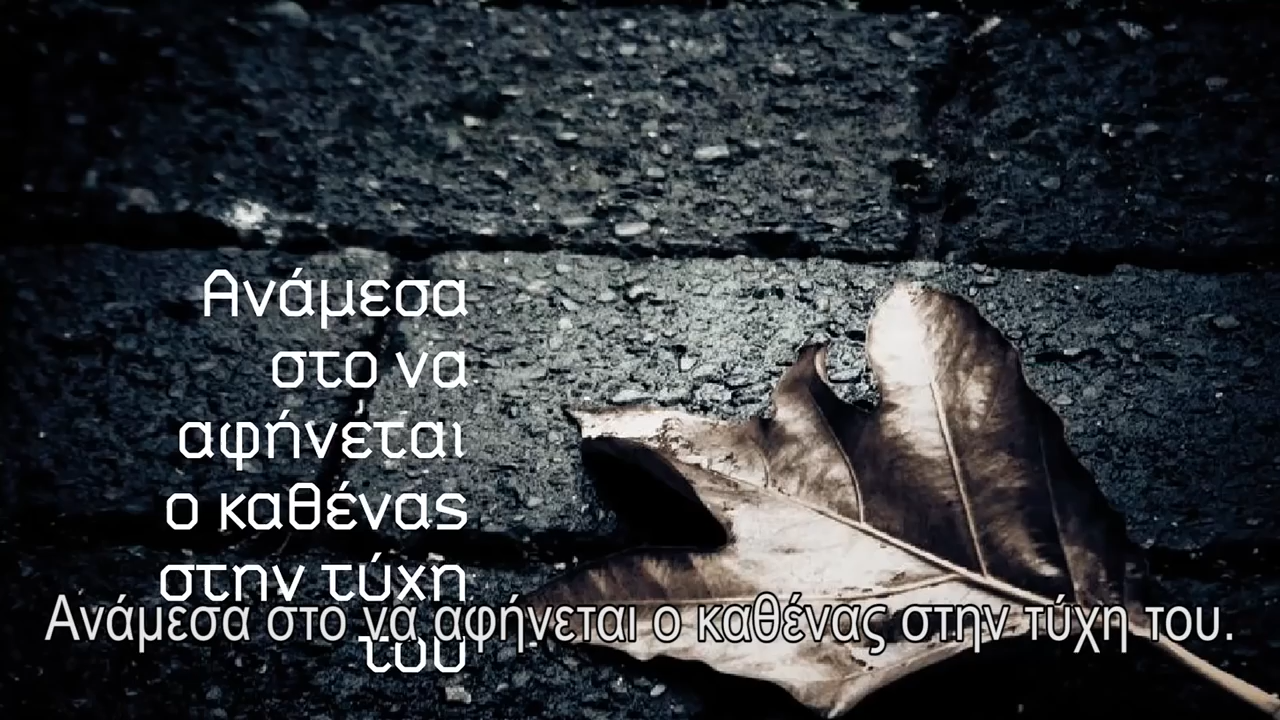 Ανάμεσα
στο να
αφήνεται
ο καθένας
στην τύχη
του
Ανάμεσα στο να αφήνεται ο καθένας στην τύχη του.